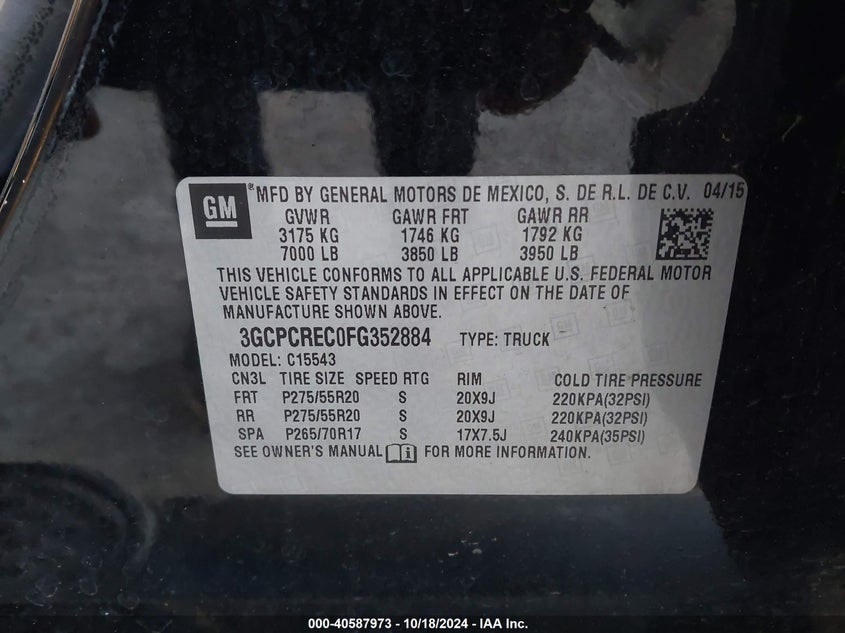 GM ® MFD BY GENERAL MOTORS DE MEXICO, S. DE R.L. DE C.V. 04/15
GVWR GAWR FRT GAWR RR
3175 KG 1746 KG 1792 KG
7000 LB 3850 LB 3950 LB
THIS VEHICLE CONFORMS TO ALL APPLICABLE U.S. FEDERAL MOTOR
VEHICLE SAFETY STANDARDS IN EFFECT ON THE DATE OF
MANUFACTURE SHOWN ABOVE.
3GCPCREC0FG352884 TYPE: TRUCK
MODEL: C15543
CN3L TIRE SIZE SPEED RTG RIM COLD TIRE PRESSURE
FRT P275/55R20 S 20X9J 220KPA(32PSI)
RR P275/55R20 S 20X9J 220KPA(32PSI)
SPA P265/70R17 S 17X7.5J 240KPA(35PSI)
SEE OWNER'S MANUAL FOR MORE INFORMATION.
000-40587973 - 10/18/2024 - IAA Inc.